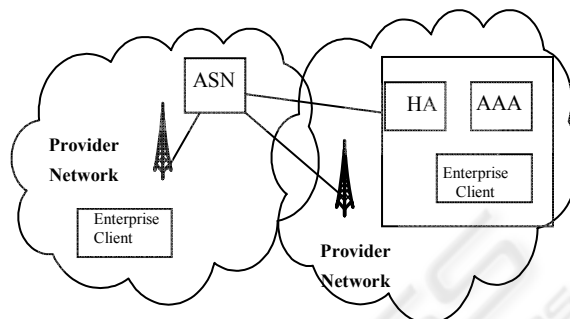 ASN
HA
AAA
Provider
Network
Enterprise
Client
Enterprise
Client
Provider
Network